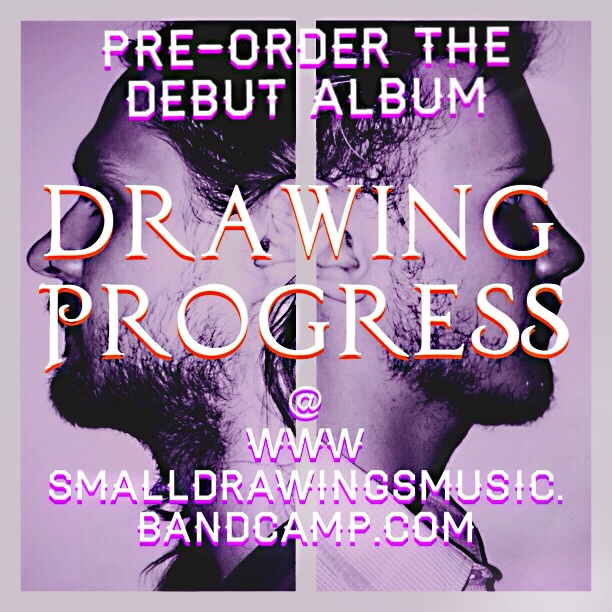 PRE-ORDER THE
DEBUT ALBUM
DRAWING
PROGRESS
@
WWW
SMALLDRAWINGSMUSIC.
BANDCAMP.COM